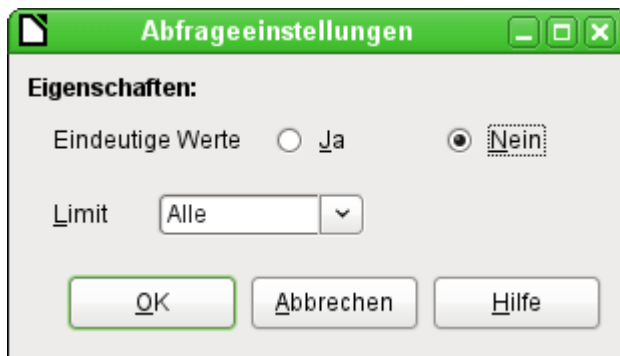 Abfrageeinstellungen
Eigenschaften:
Eindeutige Werte Ja Nein
Limit Alle
OK Abbrechen Hilfe